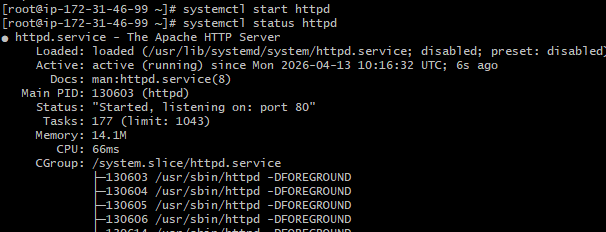 [root@ip-172-31-46-99 ~]# systemctl start httpd
[root@ip-172-31-46-99 ~]# systemctl status httpd
● httpd.service - The Apache HTTP Server
Loaded: loaded (/usr/lib/systemd/system/httpd.service; disabled; preset: disabled)
Active: active (running) since Mon 2026-04-13 10:16:32 UTC; 6s ago
Docs: man:httpd.service(8)
Main PID: 130603 (httpd)
Status: "Started, listening on: port 80"
Tasks: 177 (limit: 1043)
Memory: 14.1M
CPU: 66ms
CGroup: /system.slice/httpd.service
├─130603 /usr/sbin/httpd -DFOREGROUND
├─130604 /usr/sbin/httpd -DFOREGROUND
├─130605 /usr/sbin/httpd -DFOREGROUND
├─130606 /usr/sbin/httpd -DFOREGROUND
├─130614 /usr/sbin/httpd -DFOREGROUND